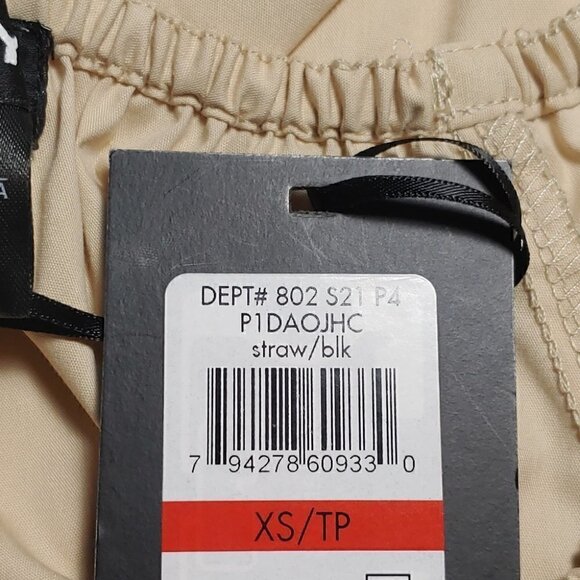 DEPT# 802 S21 P4
P1DAOJHC
straw/blk
7 94278 60933 0
XS/TP